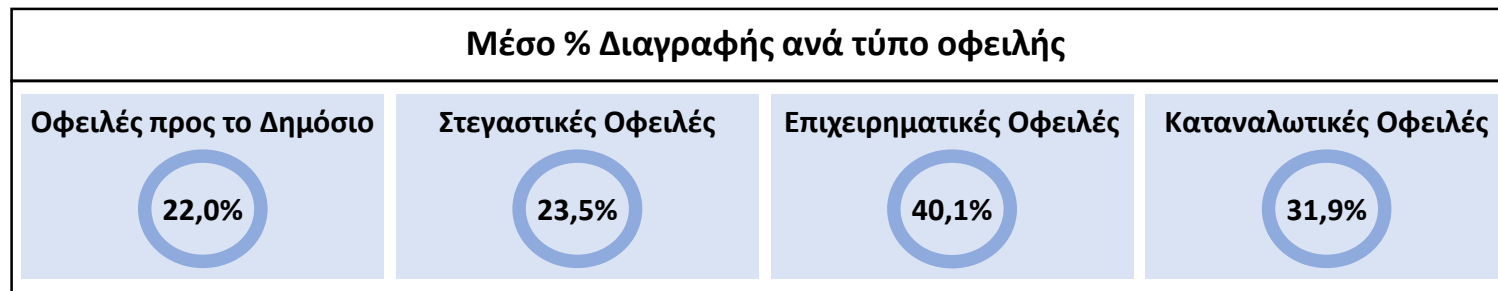 Μέσο % Διαγραφής ανά τύπο οφειλής
Οφειλές προς το Δημόσιο
22,0%
Στεγαστικές Οφειλές
23,5%
Επιχειρηματικές Οφειλές
40,1%
Καταναλωτικές Οφειλές
31,9%